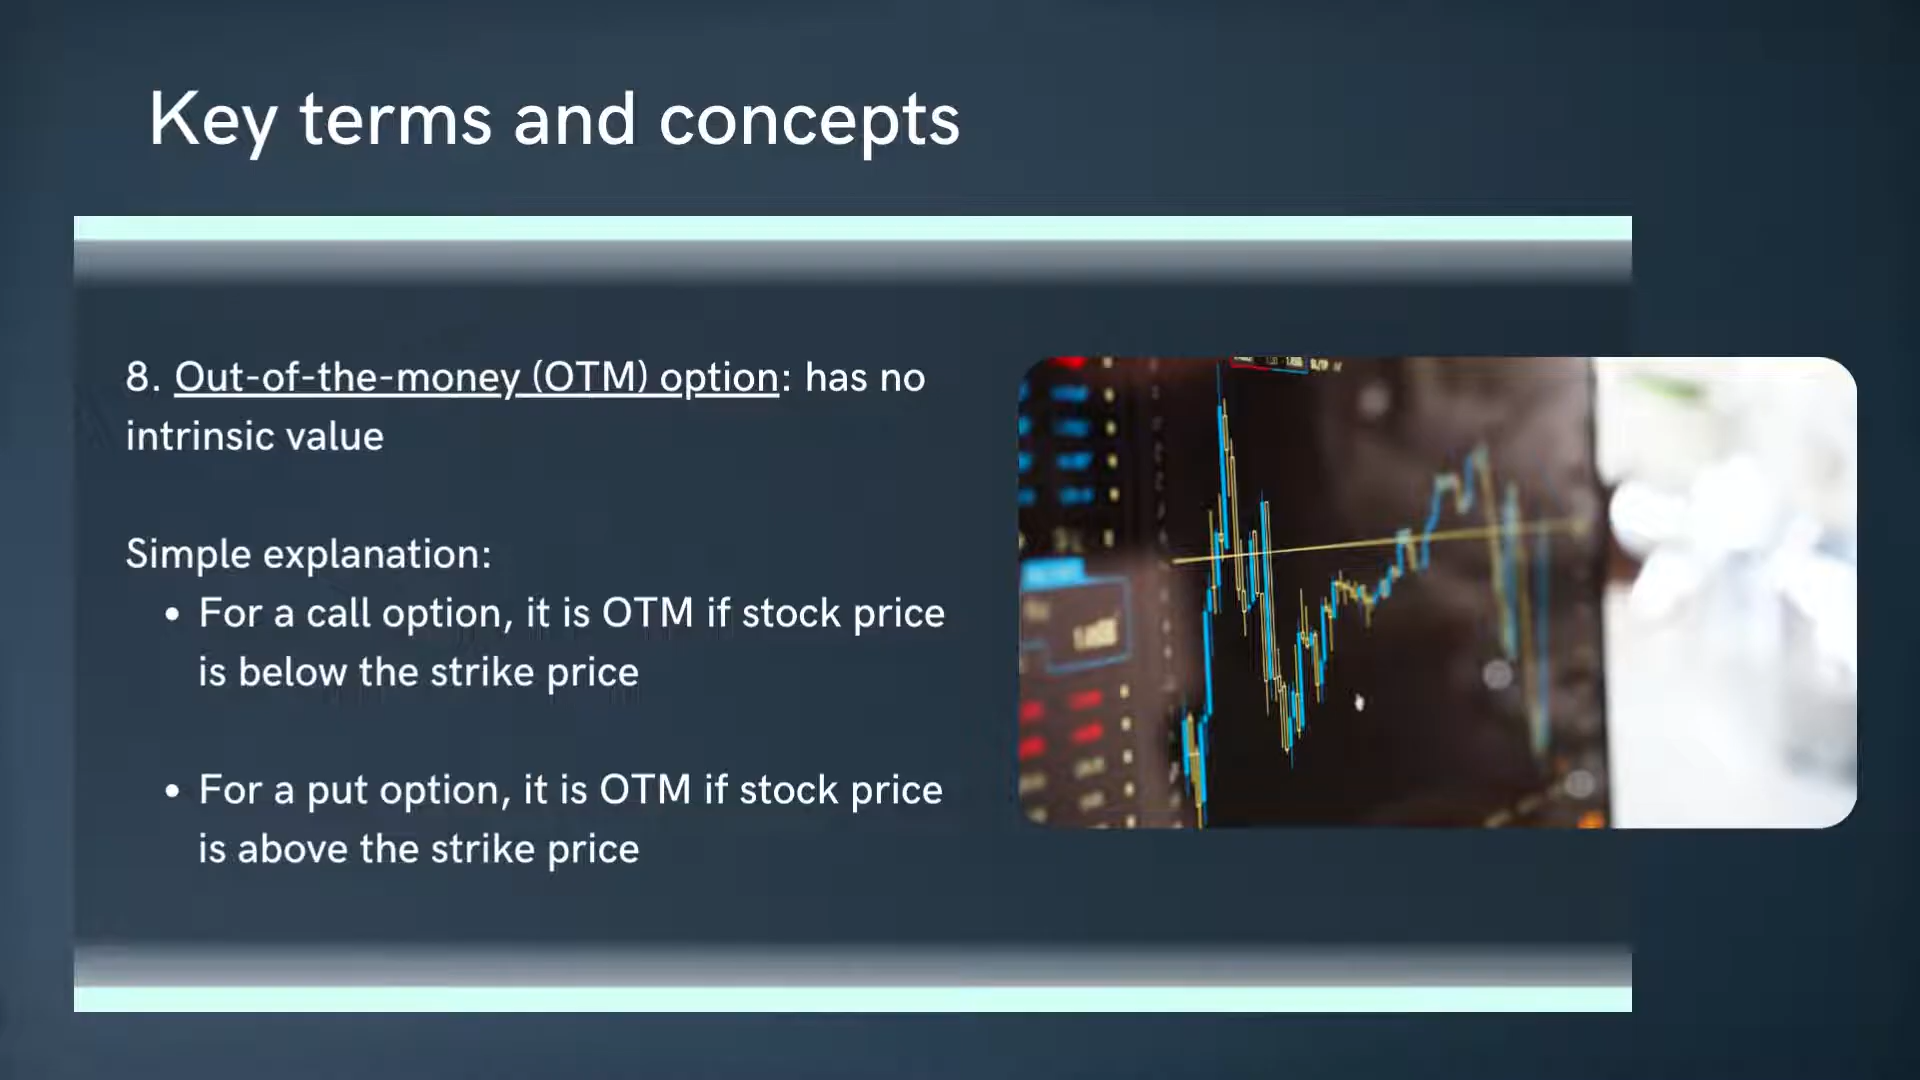 Key terms and concepts
8. Out-of-the-money (OTM) option: has no
intrinsic value
Simple explanation:
• For a call option, it is OTM if stock price
is below the strike price
• For a put option, it is OTM if stock price
is above the strike price